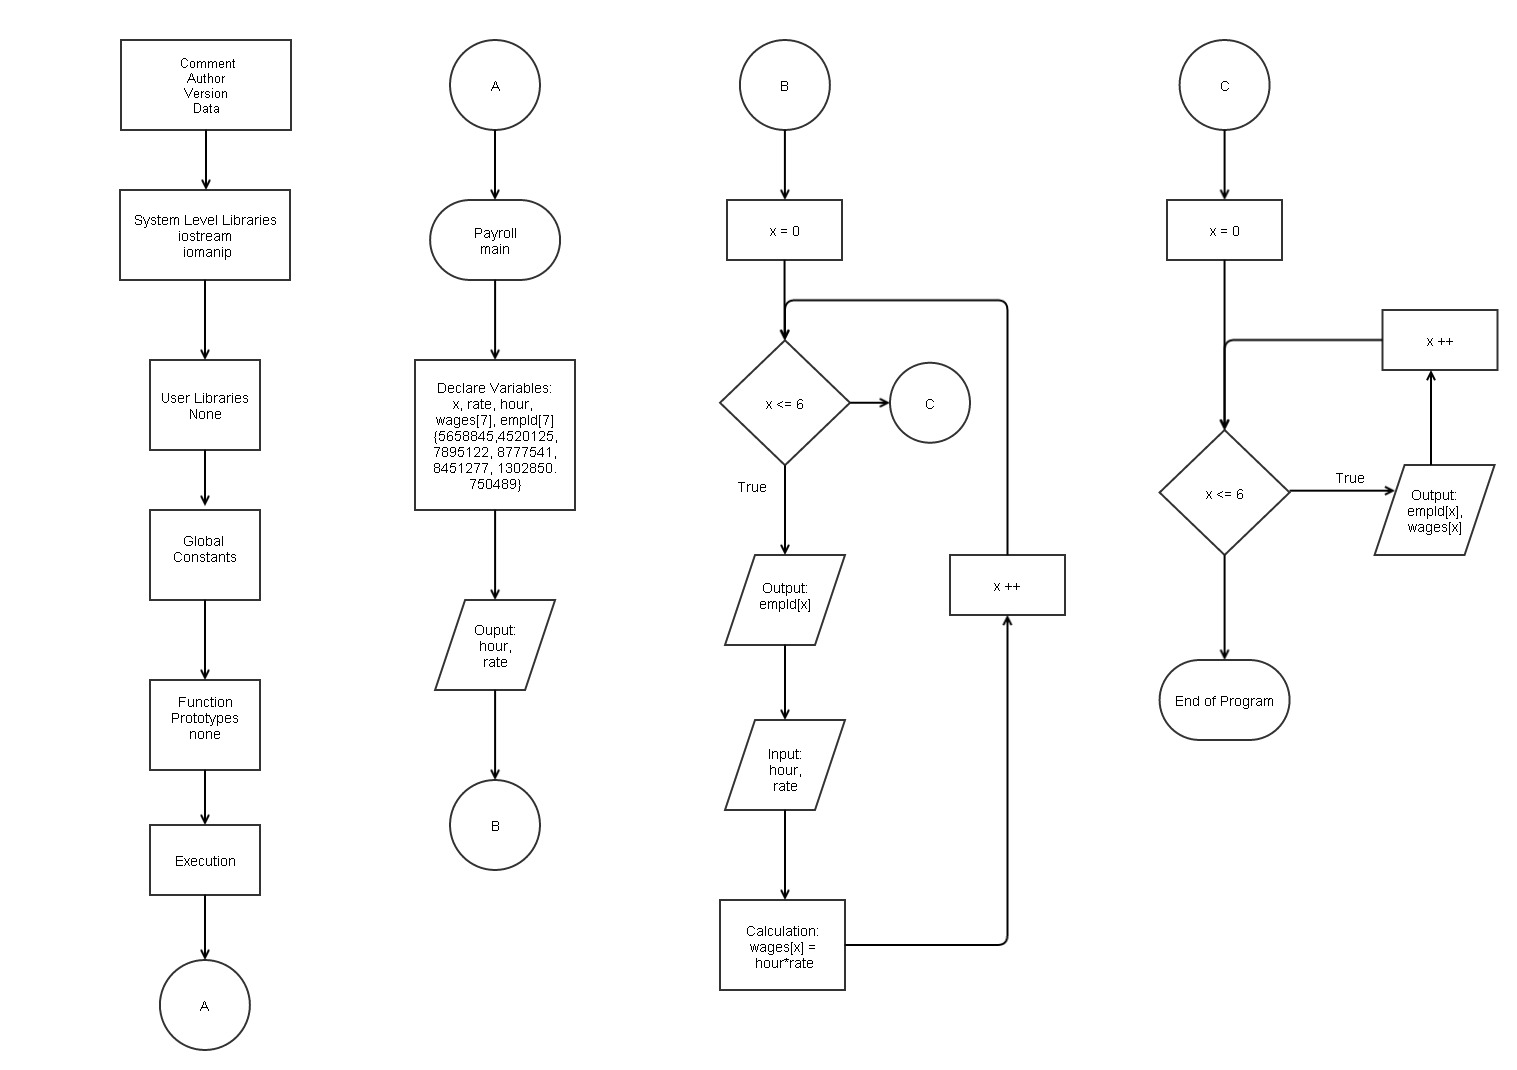 Comment
Author
Version
Data
System Level Libraries
iostream
iomanip
User Libraries
None
Global
Constants
Function
Prototypes
none
Execution
A
A
Payroll
main
Declare Variables:
x, rate, hour,
wages[7], empId[7]
{5658845,4520125,
7895122, 8777541,
8451277, 1302850.
750489}
Ouput:
hour,
rate
B
B
x = 0
x <= 6
C
True
Output:
empId[x]
Input:
hour,
rate
Calculation:
wages[x] =
hour*rate
x ++
C
x = 0
x <= 6
True
Output:
empId[x],
wages[x]
x ++
End of Program